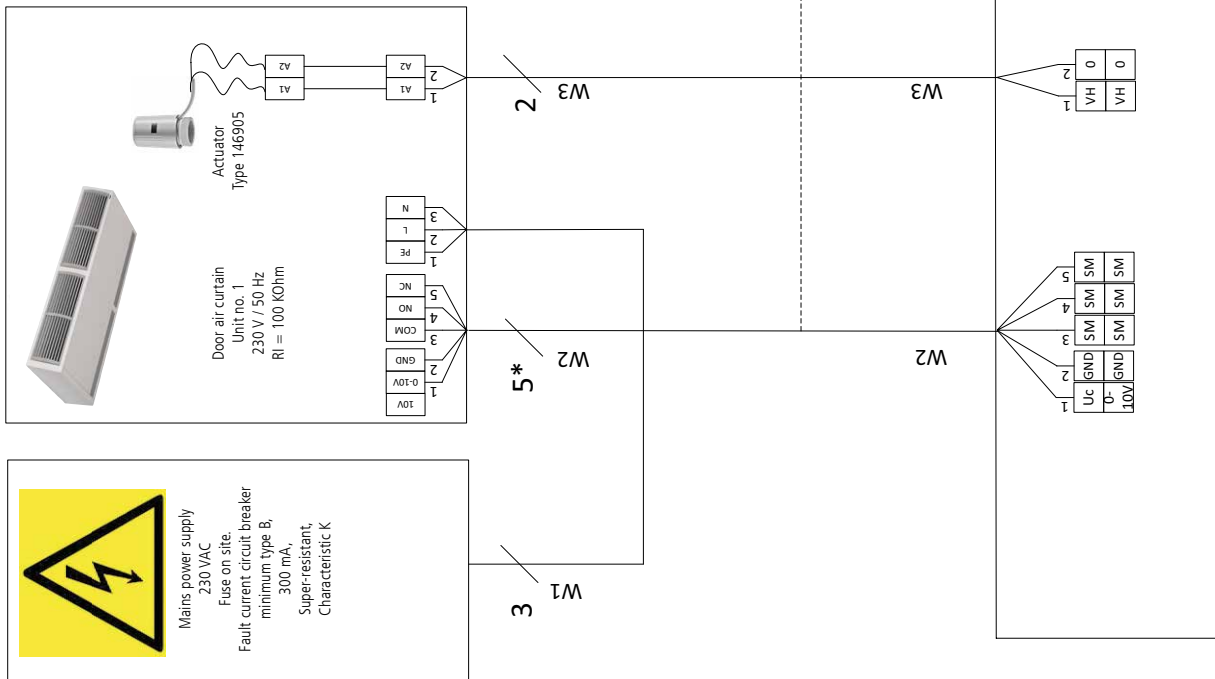 A2
A1
A2
A1
A2
A1
2
1
Actuator
Type 146905
2
W3
W3
2
1
0
0
VH
VH
Door air curtain
Unit no. 1
230 V / 50 Hz
RI = 100 KOhm
N
L
PE
3
2
1
NC
NO
COM
GND
0-10V
10V
5
4
3
2
1
5*
W2
W2
5
4
3
2
1
SM
SM
SM
SM
SM
SM
GND
GND
Uc
0-
10V
Mains power supply
230 VAC
Fuse on site.
Fault current circuit breaker
minimum type B,
300 mA,
Super-resistant,
Characteristic K
3
W1